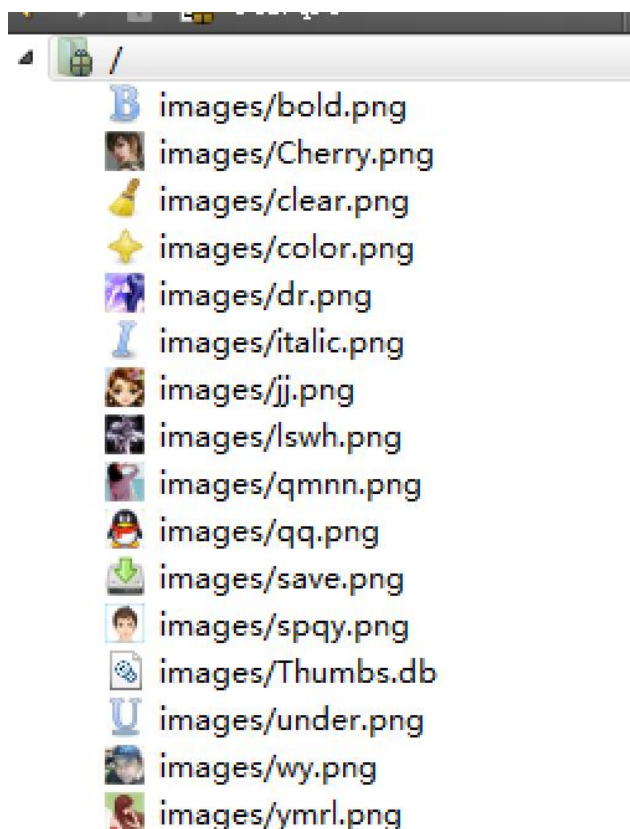 /
images/bold.png
images/Cherry.png
images/clear.png
images/color.png
images/dr.png
images/italic.png
images/jj.png
images/lswh.png
images/qmnn.png
images/qq.png
images/save.png
images/spqy.png
images/Thumbs.db
images/under.png
images/wy.png
images/ymrl.png